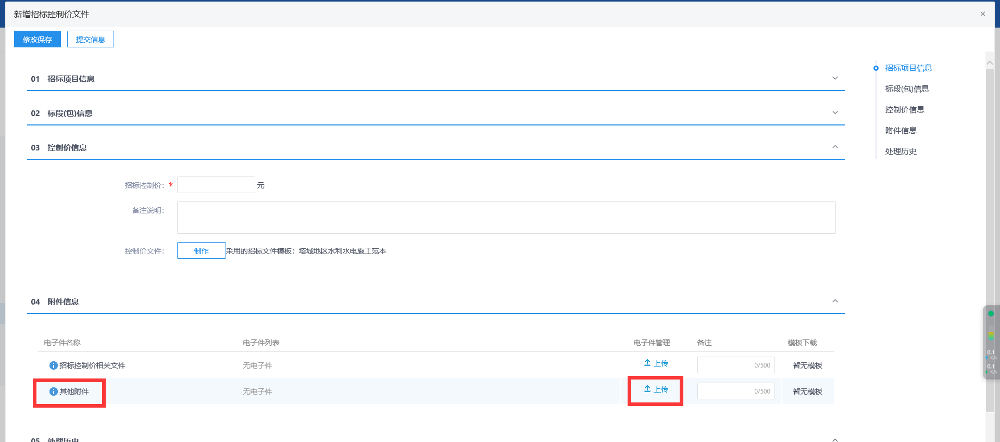 新增招标控制价文件
×
修改保存 提交信息
招标项目信息
标段(包)信息
控制价信息
附件信息
处理历史
01 招标项目信息
02 标段(包)信息
03 控制价信息
招标控制价： * 元
备注说明：
控制价文件： 制作 采用的招标文件模板：塔城地区水利水电施工范本
04 附件信息
电子件名称 电子件列表 电子件管理 备注 模板下载
招标控制价相关文件 无电子件 上传 0/500 暂无模板
其他附件 无电子件 上传 0/500 暂无模板
05 处理历史
0.1
K/s
0.1
K/s